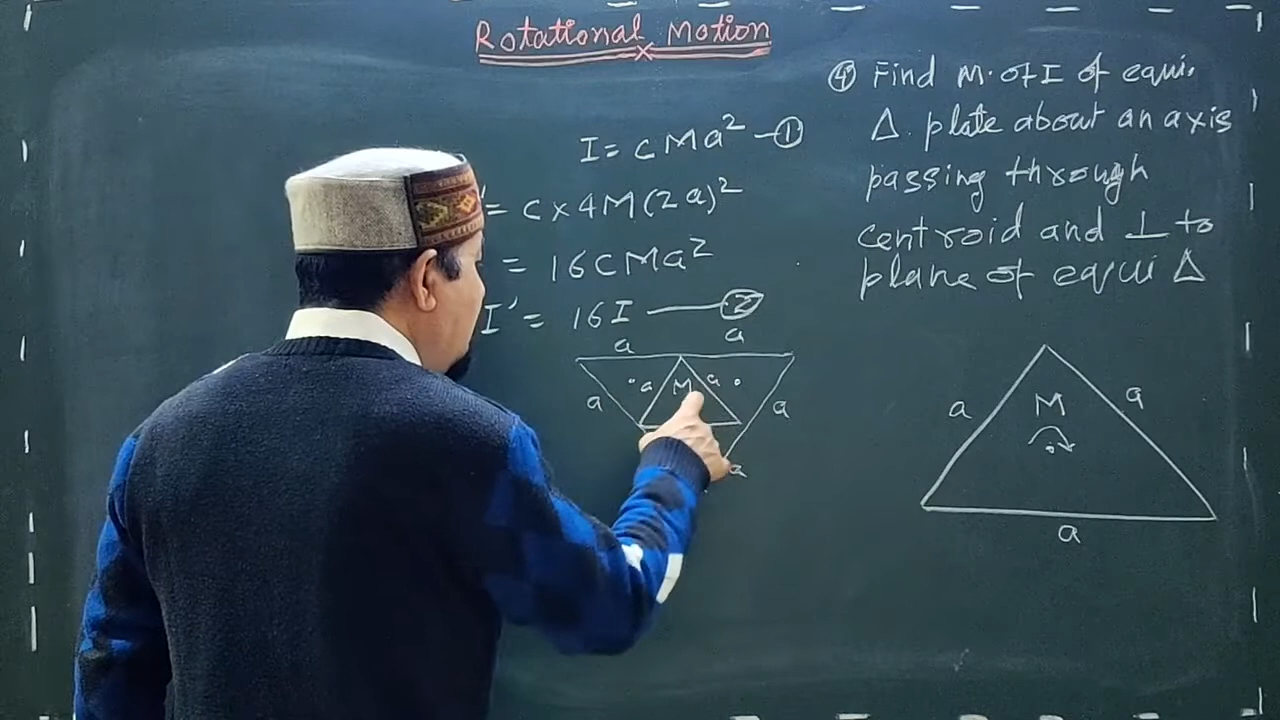 Rotational Motion
I = CMa² —①
' = C×4M(2a)²
= 16CMa²
I' = 16I —②
a a
a a M a a
a
④ Find M. of I of equi.
Δ. plate about an axis
passing through
centroid and ⊥ to
plane of equi Δ
a M a
a